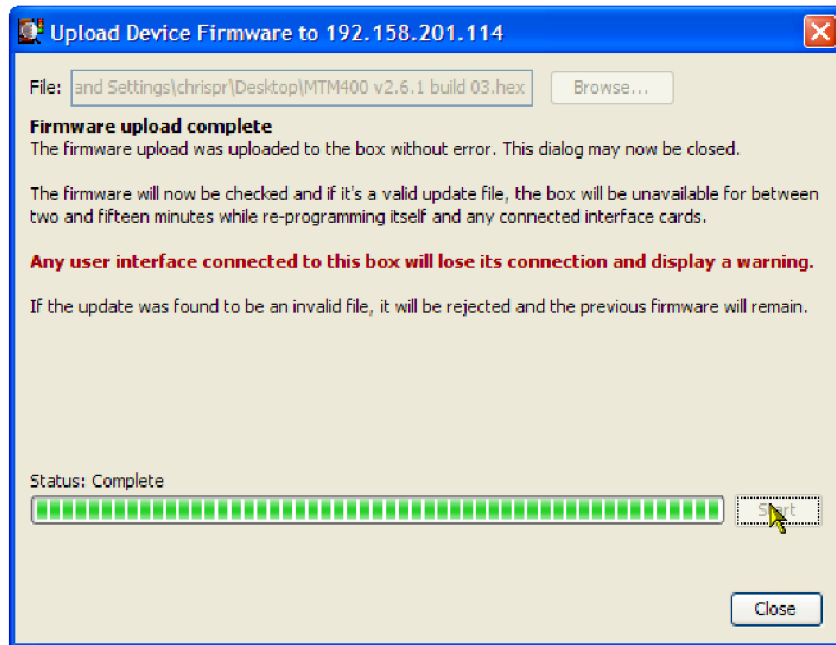 Upload Device Firmware to 192.158.201.114
File: and Settings\chrispr\Desktop\MTM400 v2.6.1 build 03.hex Browse...
Firmware upload complete
The firmware upload was uploaded to the box without error. This dialog may now be closed.
The firmware will now be checked and if it's a valid update file, the box will be unavailable for between
two and fifteen minutes while re-programming itself and any connected interface cards.
Any user interface connected to this box will lose its connection and display a warning.
If the update was found to be an invalid file, it will be rejected and the previous firmware will remain.
Status: Complete
Start
Close